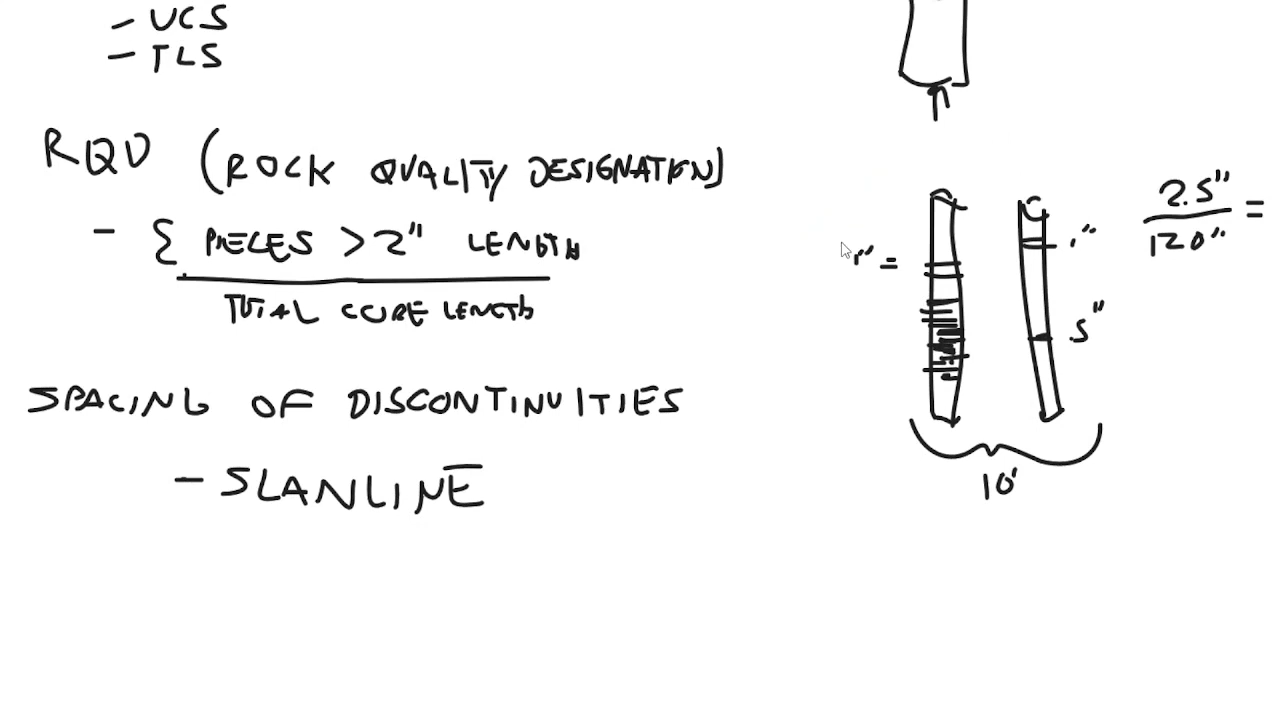 - UCS
- TLS
RQD (ROCK QUALITY DESIGNATION)
- Σ PIECES > 2" LENGTH
TOTAL CORE LENGTH
SPACING OF DISCONTINUITIES
- SCANLINE
1" =
1"
.5"
10'
2.5"
120" =